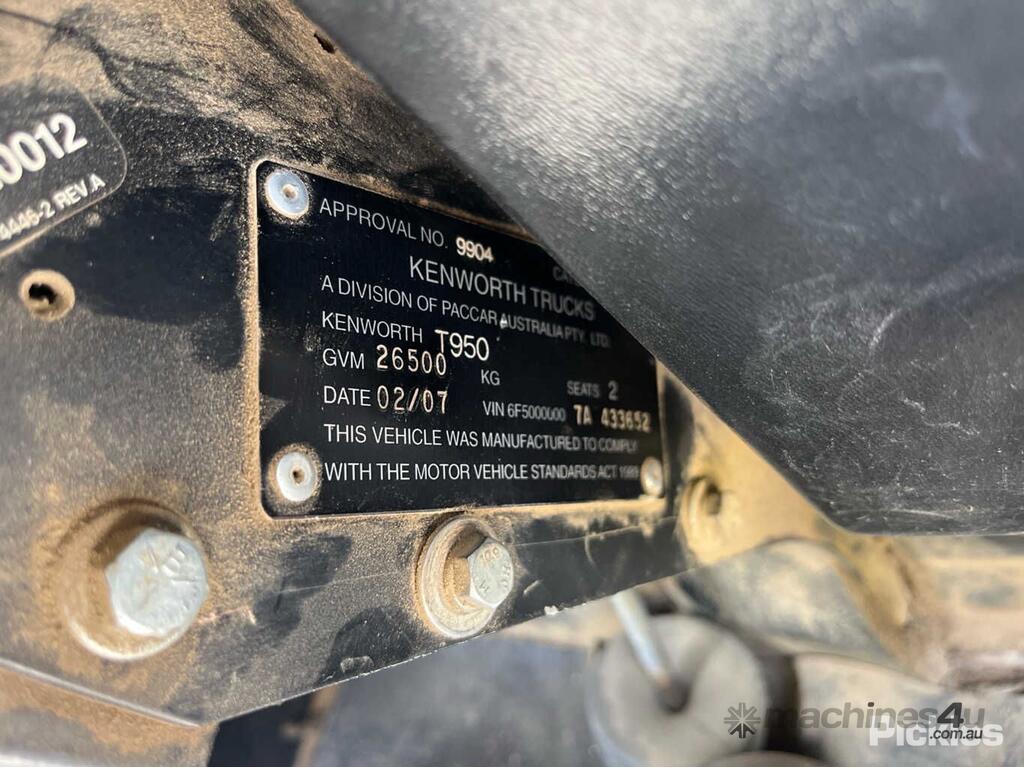 0012
4446-2 REV.A
APPROVAL NO. 9904
KENWORTH TRUCKS
A DIVISION OF PACCAR AUSTRALIA PTY. LTD.
KENWORTH T950
GVM 26500 KG SEATS 2
DATE 02/07 VIN 6F5000000 7A 433652
THIS VEHICLE WAS MANUFACTURED TO COMPLY
WITH THE MOTOR VEHICLE STANDARDS ACT 1989
machines4u
.com.au
Pickles